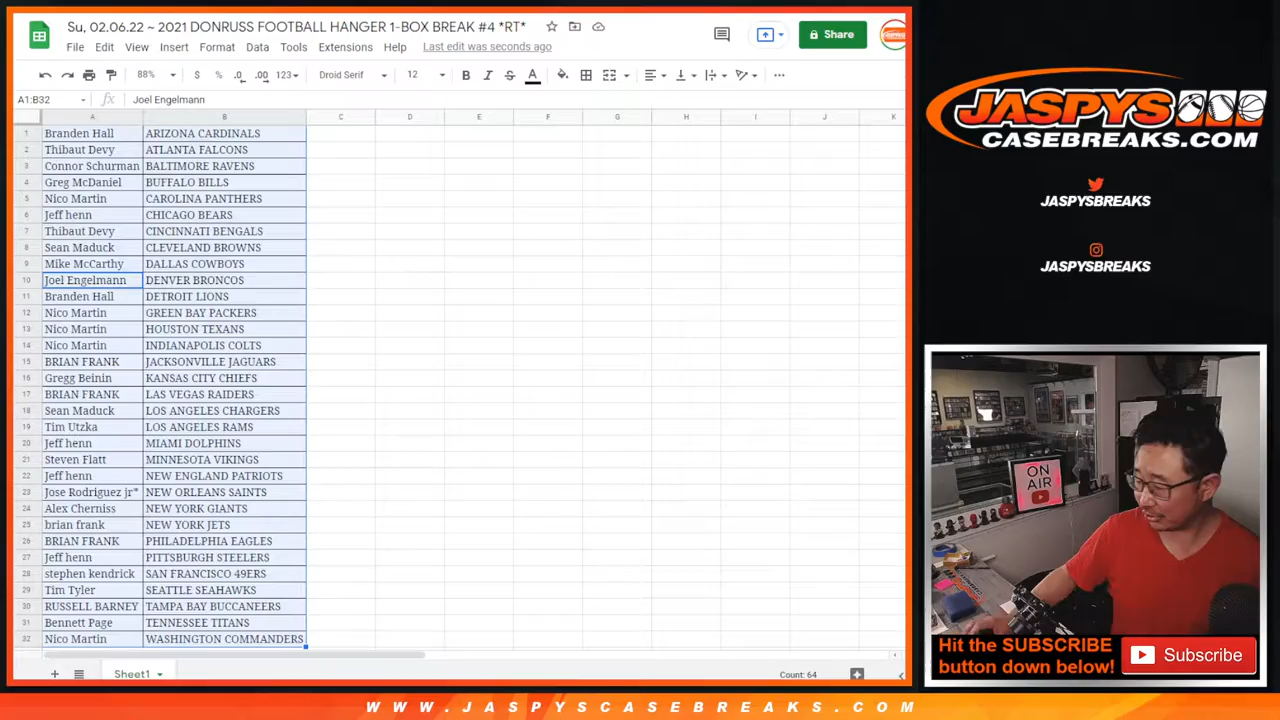 Su, 02.06.22 ~ 2021 DONRUSS FOOTBALL HANGER 1-BOX BREAK #4 *RT*
File Edit View Insert Format Data Tools Extensions Help Last edit was seconds ago
Share
88% $ % .0 .00 123 Droid Serif 12 B I S A
A1:B32 fx Joel Engelmann
A B C D E F G H I J K
1 Branden Hall ARIZONA CARDINALS
2 Thibaut Devy ATLANTA FALCONS
3 Connor Schurman BALTIMORE RAVENS
4 Greg McDaniel BUFFALO BILLS
5 Nico Martin CAROLINA PANTHERS
6 Jeff henn CHICAGO BEARS
7 Thibaut Devy CINCINNATI BENGALS
8 Sean Maduck CLEVELAND BROWNS
9 Mike McCarthy DALLAS COWBOYS
10 Joel Engelmann DENVER BRONCOS
11 Branden Hall DETROIT LIONS
12 Nico Martin GREEN BAY PACKERS
13 Nico Martin HOUSTON TEXANS
14 Nico Martin INDIANAPOLIS COLTS
15 BRIAN FRANK JACKSONVILLE JAGUARS
16 Gregg Beinin KANSAS CITY CHIEFS
17 BRIAN FRANK LAS VEGAS RAIDERS
18 Sean Maduck LOS ANGELES CHARGERS
19 Tim Utzka LOS ANGELES RAMS
20 Jeff henn MIAMI DOLPHINS
21 Steven Flatt MINNESOTA VIKINGS
22 Jeff henn NEW ENGLAND PATRIOTS
23 Jose Rodriguez jr* NEW ORLEANS SAINTS
24 Alex Cherniss NEW YORK GIANTS
25 brian frank NEW YORK JETS
26 BRIAN FRANK PHILADELPHIA EAGLES
27 Jeff henn PITTSBURGH STEELERS
28 stephen kendrick SAN FRANCISCO 49ERS
29 Tim Tyler SEATTLE SEAHAWKS
30 RUSSELL BARNEY TAMPA BAY BUCCANEERS
31 Bennett Page TENNESSEE TITANS
32 Nico Martin WASHINGTON COMMANDERS
Sheet1
Count: 64
JASPYS
CASEBREAKS.COM
JASPYSBREAKS
JASPYSBREAKS
ON
AIR
Hit the SUBSCRIBE
button down below!
Subscribe
WWW.JASPYSCASEBREAKS.COM